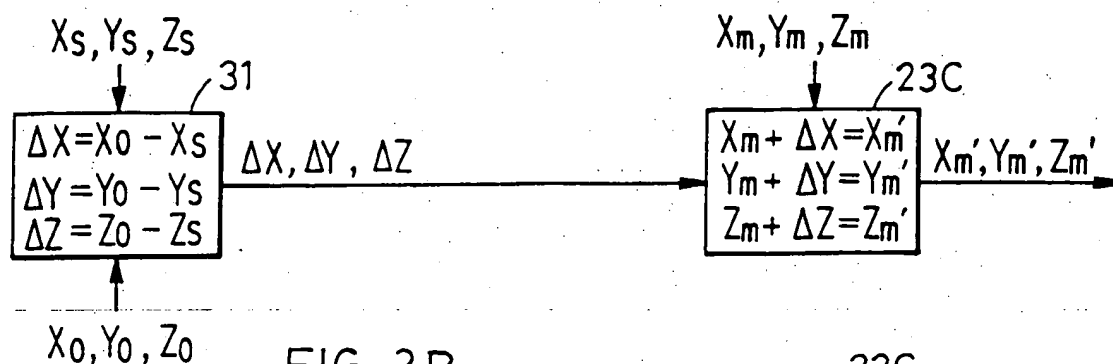 Xs, Ys, Zs
31
ΔX=Xo - Xs
ΔY=Yo - Ys
ΔZ=Zo - Zs
Xo, Yo, Zo
ΔX, ΔY, ΔZ
Xm, Ym, Zm
23C
Xm + ΔX=Xm'
Ym + ΔY=Ym'
Zm + ΔZ=Zm'
Xm', Ym', Zm'